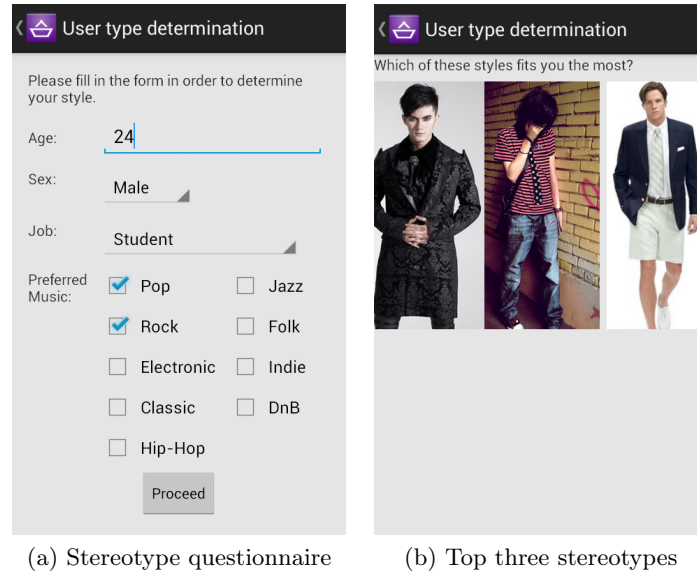 User type determination
Please fill in the form in order to determine
your style.
Age:
24
Sex:
Male
Job:
Student
Preferred
Music:
Pop
Jazz
Rock
Folk
Electronic
Indie
Classic
DnB
Hip-Hop
Proceed
(a) Stereotype questionnaire
User type determination
Which of these styles fits you the most?
(b) Top three stereotypes